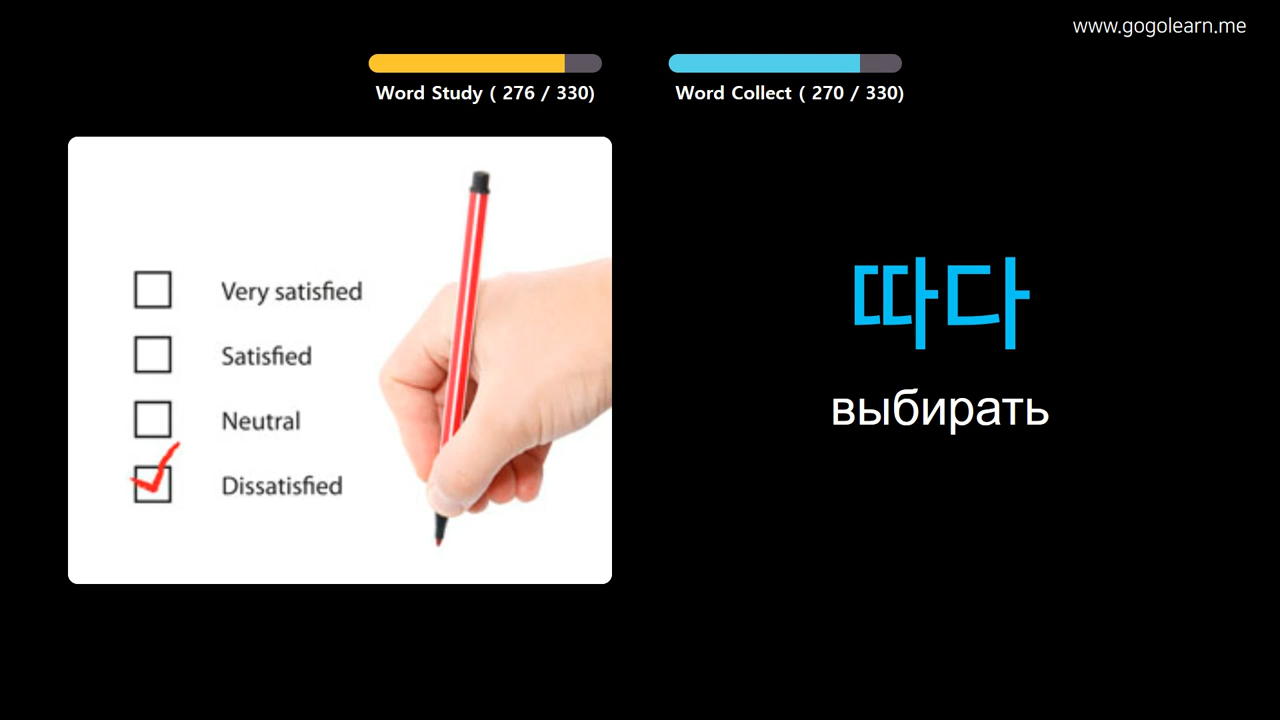 www.gogolearn.me
Word Study ( 276 / 330)
Word Collect ( 270 / 330)
Very satisfied
Satisfied
Neutral
Dissatisfied
따다
выбирать